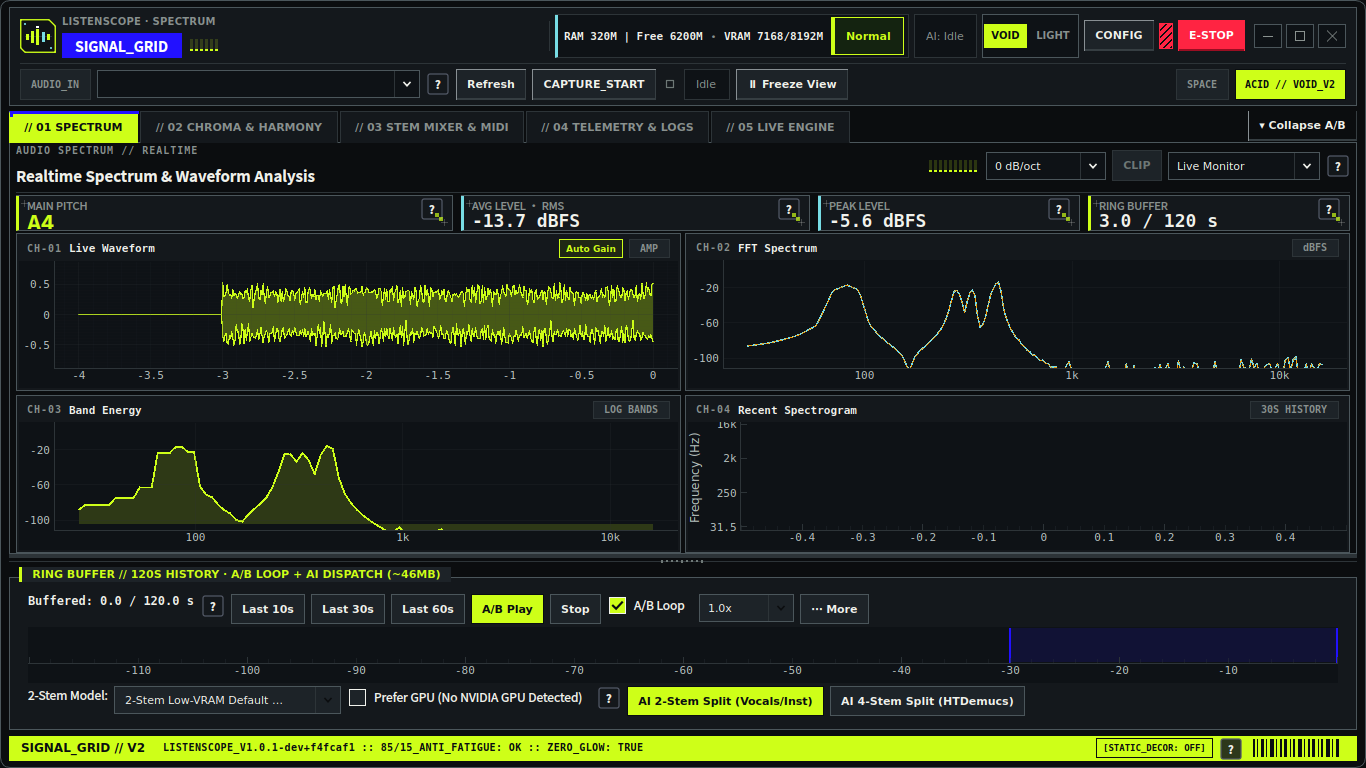 LISTENSCOPE · SPECTRUM
SIGNAL_GRID
RAM 320M | Free 6200M · VRAM 7168/8192M
Normal
AI: Idle
VOID
LIGHT
CONFIG
E-STOP
AUDIO_IN
?
Refresh
CAPTURE_START
Idle
Freeze View
SPACE
ACID // VOID_V2
// 01 SPECTRUM
// 02 CHROMA & HARMONY
// 03 STEM MIXER & MIDI
// 04 TELEMETRY & LOGS
// 05 LIVE ENGINE
▾ Collapse A/B
AUDIO SPECTRUM // REALTIME
Realtime Spectrum & Waveform Analysis
0 dB/oct
CLIP
Live Monitor
?
MAIN PITCH
A4
?
AVG LEVEL · RMS
-13.7 dBFS
?
PEAK LEVEL
-5.6 dBFS
?
RING BUFFER
3.0 / 120 s
?
CH-01 Live Waveform
Auto Gain
AMP
0.5
0
-0.5
-4 -3.5 -3 -2.5 -2 -1.5 -1 -0.5 0
CH-02 FFT Spectrum
dBFS
-20
-60
-100
100 1k 10k
CH-03 Band Energy
LOG BANDS
-20
-60
-100
100 1k 10k
CH-04 Recent Spectrogram
30S HISTORY
Frequency (Hz)
16k
2k
250
31.5
-0.4 -0.3 -0.2 -0.1 0 0.1 0.2 0.3 0.4
RING BUFFER // 120S HISTORY · A/B LOOP + AI DISPATCH (~46MB)
Buffered: 0.0 / 120.0 s
?
Last 10s
Last 30s
Last 60s
A/B Play
Stop
A/B Loop
1.0x
··· More
-110 -100 -90 -80 -70 -60 -50 -40 -30 -20 -10
2-Stem Model:
2-Stem Low-VRAM Default ...
Prefer GPU (No NVIDIA GPU Detected)
?
AI 2-Stem Split (Vocals/Inst)
AI 4-Stem Split (HTDemucs)
SIGNAL_GRID // V2
LISTENSCOPE_V1.0.1-dev+f4fcaf1 :: 85/15_ANTI_FATIGUE: OK :: ZERO_GLOW: TRUE
[STATIC_DECOR: OFF]
?